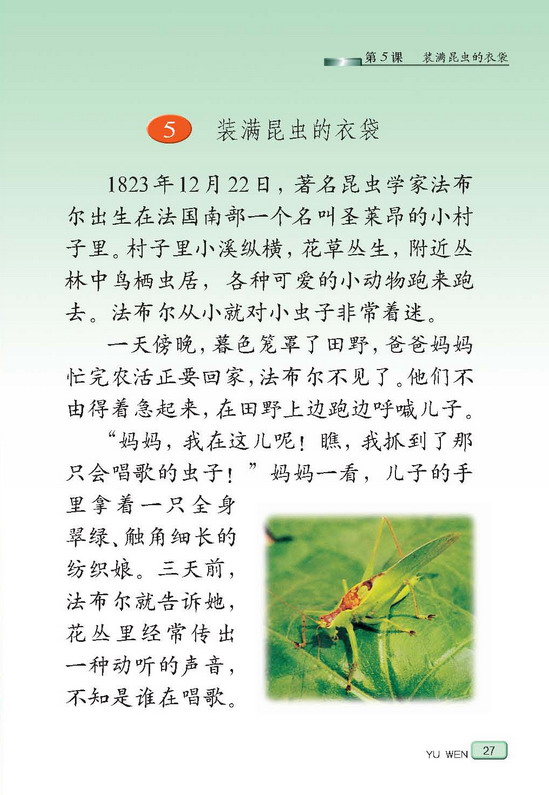 第5课 装满昆虫的衣袋
5 装满昆虫的衣袋
1823年12月22日，著名昆虫学家法布
尔出生在法国南部一个名叫圣莱昂的小村
子里。村子里小溪纵横，花草丛生，附近丛
林中鸟栖虫居，各种可爱的小动物跑来跑
去。法布尔从小就对小虫子非常着迷。
一天傍晚，暮色笼罩了田野，爸爸妈妈
忙完农活正要回家，法布尔不见了。他们不
由得着急起来，在田野上边跑边呼喊儿子。
“妈妈，我在这儿呢！瞧，我抓到了那
只会唱歌的虫子！”妈妈一看，儿子的手
里拿着一只全身
翠绿、触角细长的
纺织娘。三天前，
法布尔就告诉她，
花丛里经常传出
一种动听的声音，
不知是谁在唱歌。
YU WEN 27